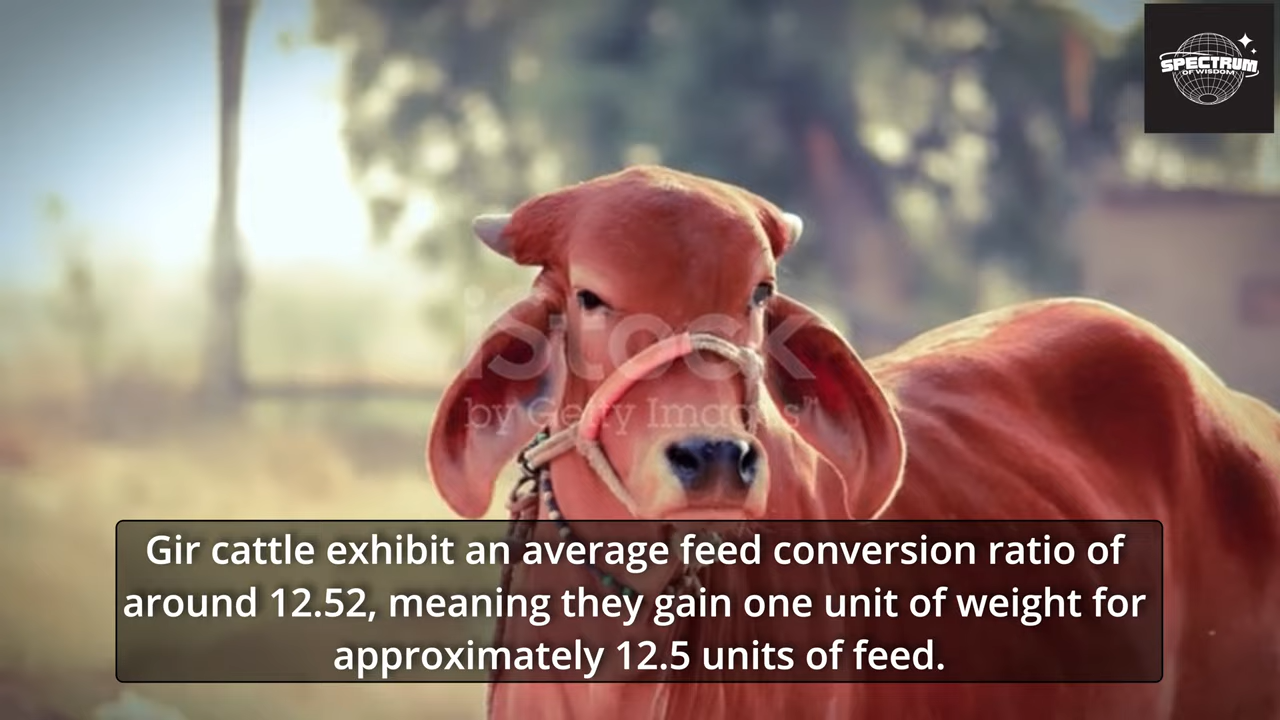 SPECTRUM
OF WISDOM
iStock
by Getty Images™
Gir cattle exhibit an average feed conversion ratio of
around 12.52, meaning they gain one unit of weight for
approximately 12.5 units of feed.